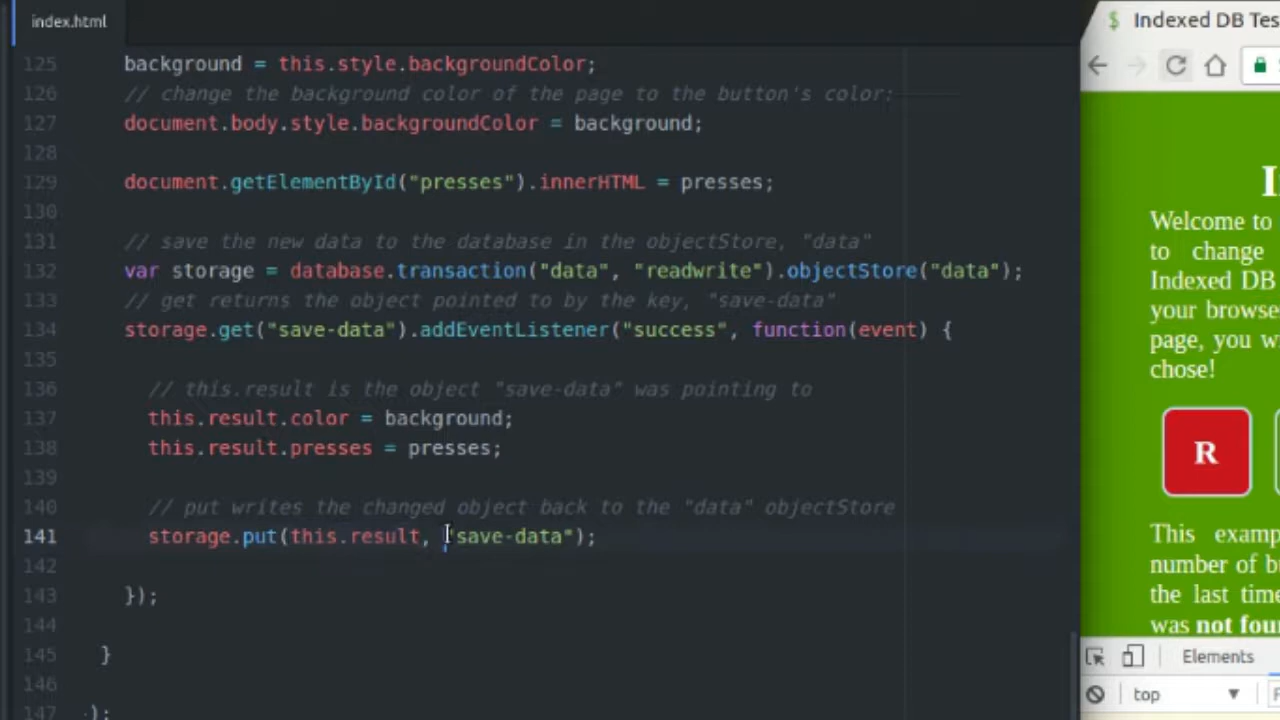 index.html
125 background = this.style.backgroundColor;
126 // change the background color of the page to the button's color;
127 document.body.style.backgroundColor = background;
128
129 document.getElementById("presses").innerHTML = presses;
130
131 // save the new data to the database in the objectStore, "data"
132 var storage = database.transaction("data", "readwrite").objectStore("data");
133 // get returns the object pointed to by the key, "save-data"
134 storage.get("save-data").addEventListener("success", function(event) {
135
136 // this.result is the object "save-data" was pointing to
137 this.result.color = background;
138 this.result.presses = presses;
139
140 // put writes the changed object back to the "data" objectStore
141 storage.put(this.result, "save-data");
142
143 });
144
145 }
146
147 );
$ Indexed DB Tes
Welcome to
to change
Indexed DB
your browse
page, you w
chose!
R
This examp
number of b
the last time
was not fou
Elements
top